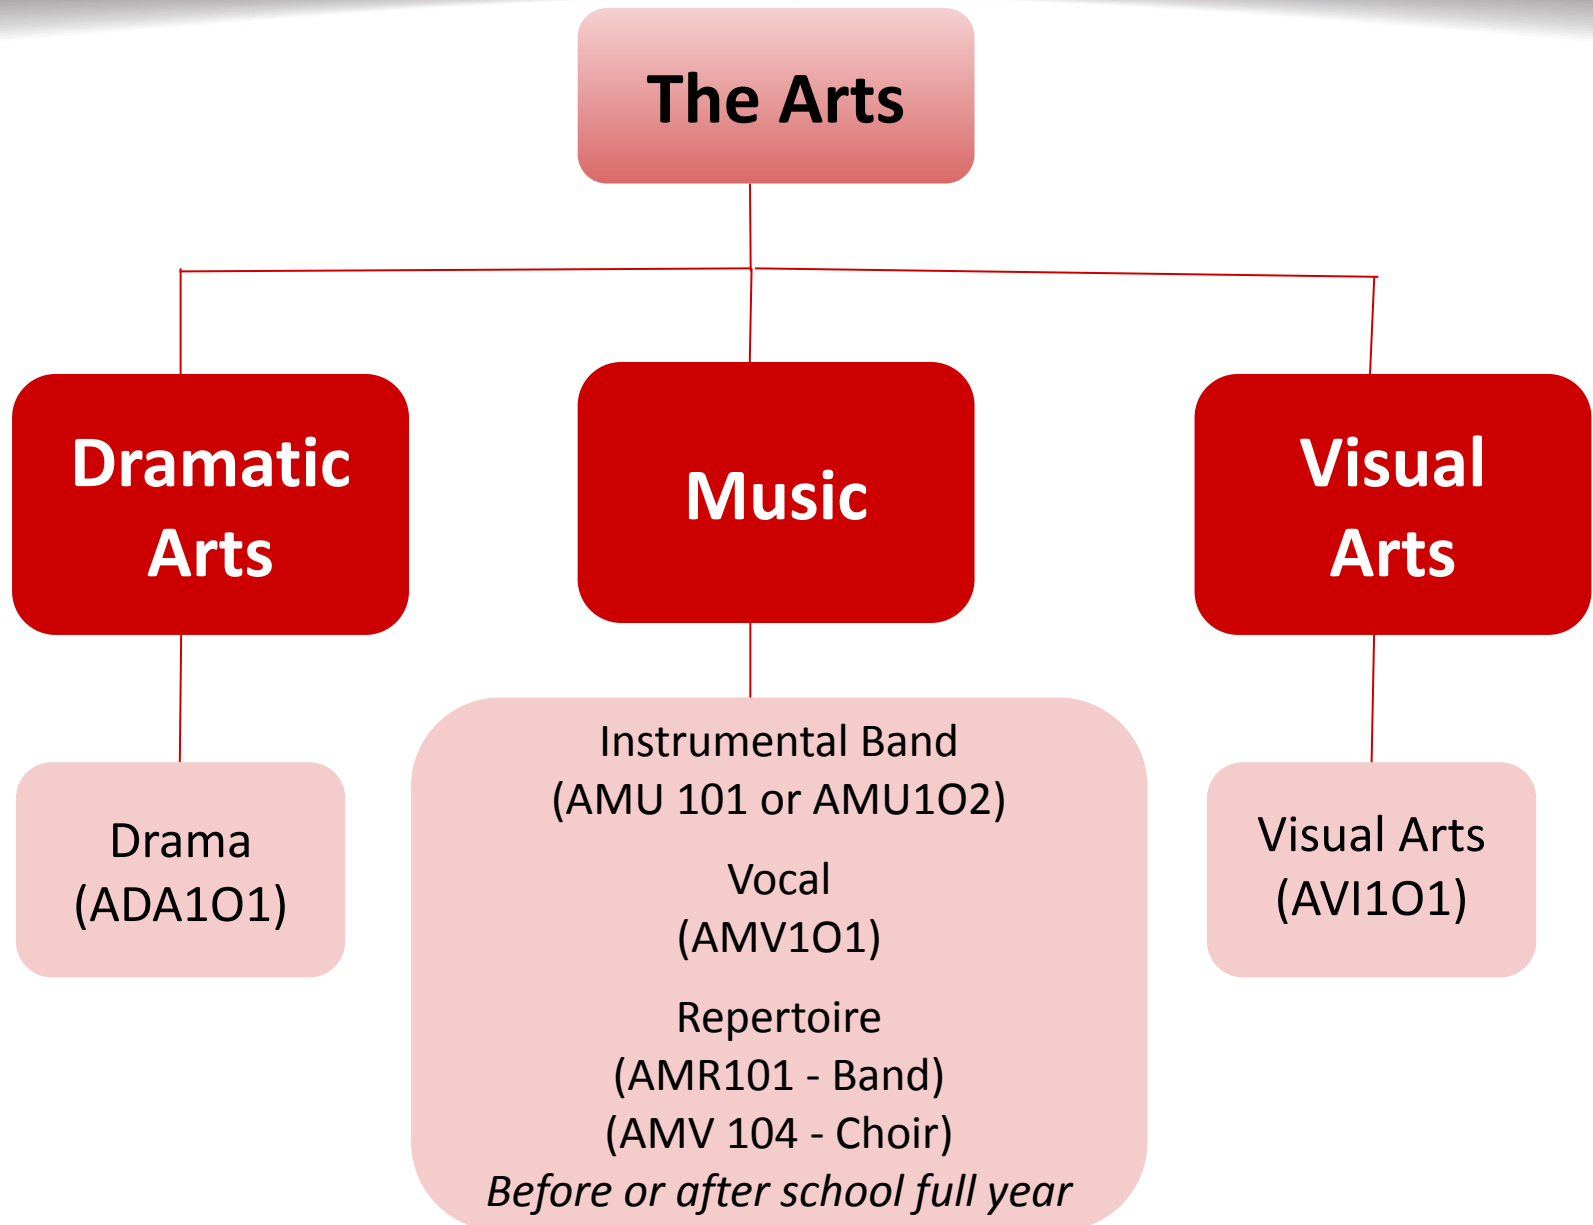 The Arts
Dramatic
Arts
Music
Visual
Arts
Drama
(ADA1O1)
Instrumental Band
(AMU 101 or AMU1O2)
Vocal
(AMV1O1)
Repertoire
(AMR101 - Band)
(AMV 104 - Choir)
Before or after school full year
Visual Arts
(AVI1O1)